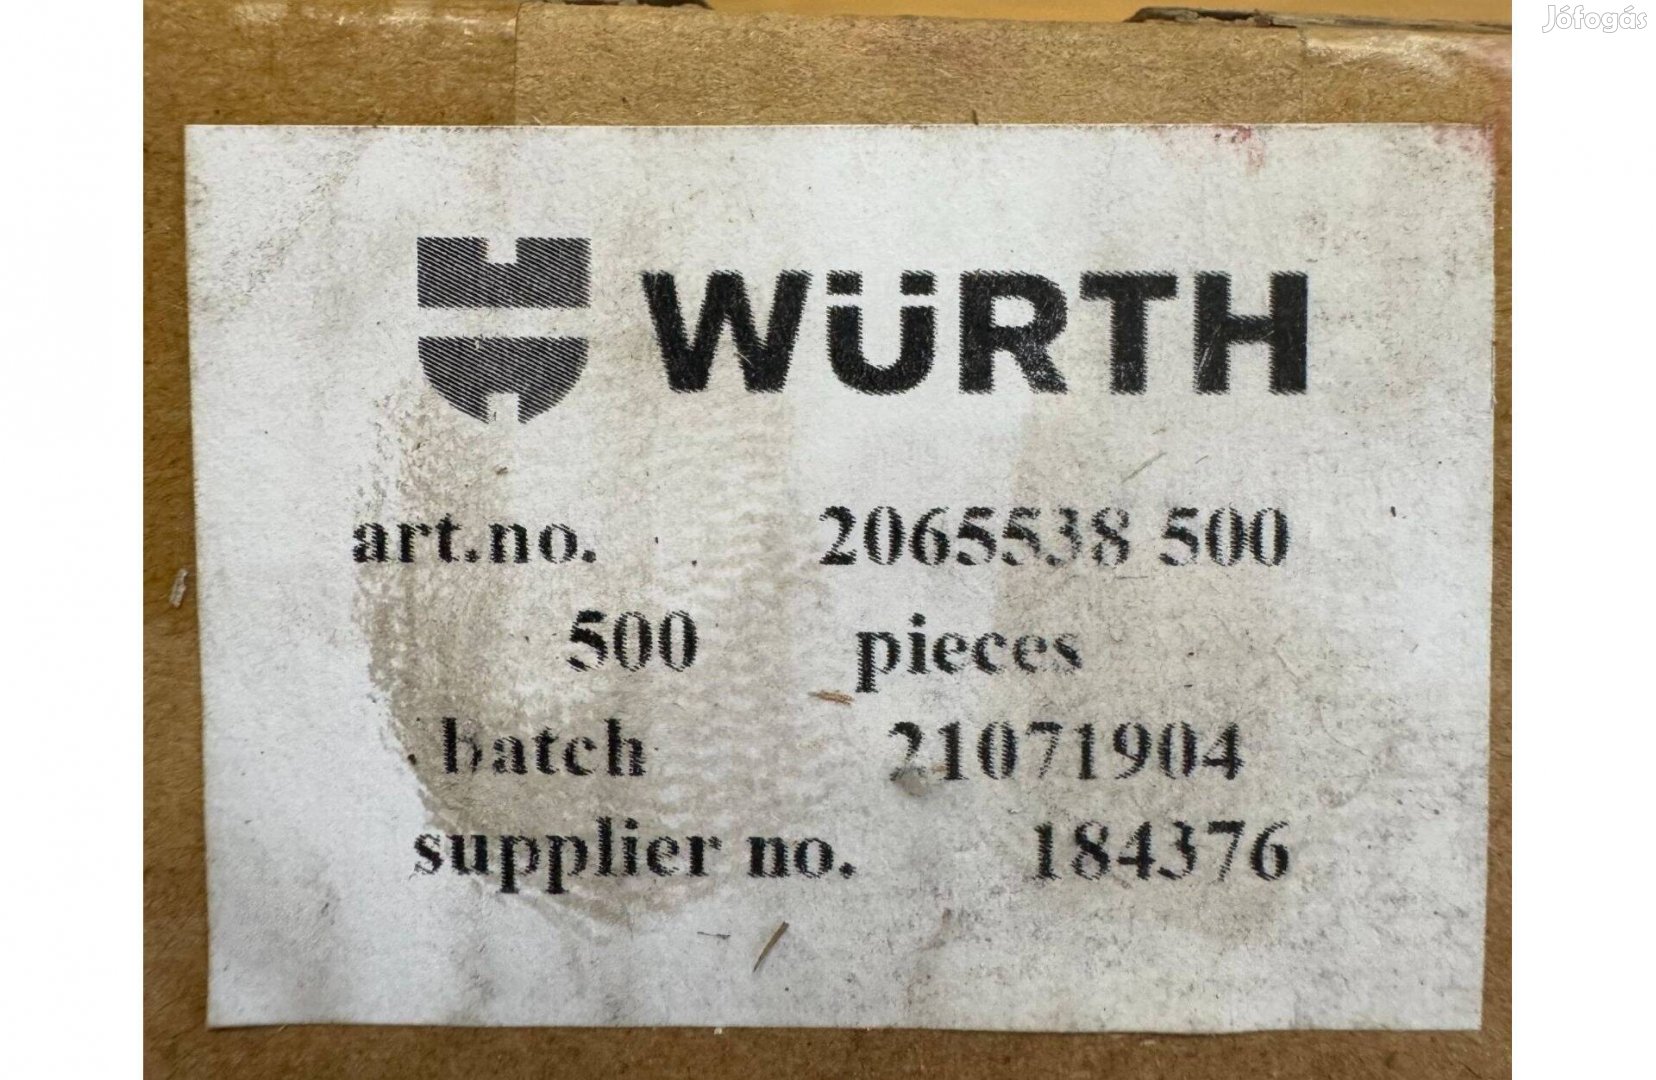 Jófogás
WÜRTH
art.no. 2065538 500
500 pieces
batch 21071904
supplier no. 184376